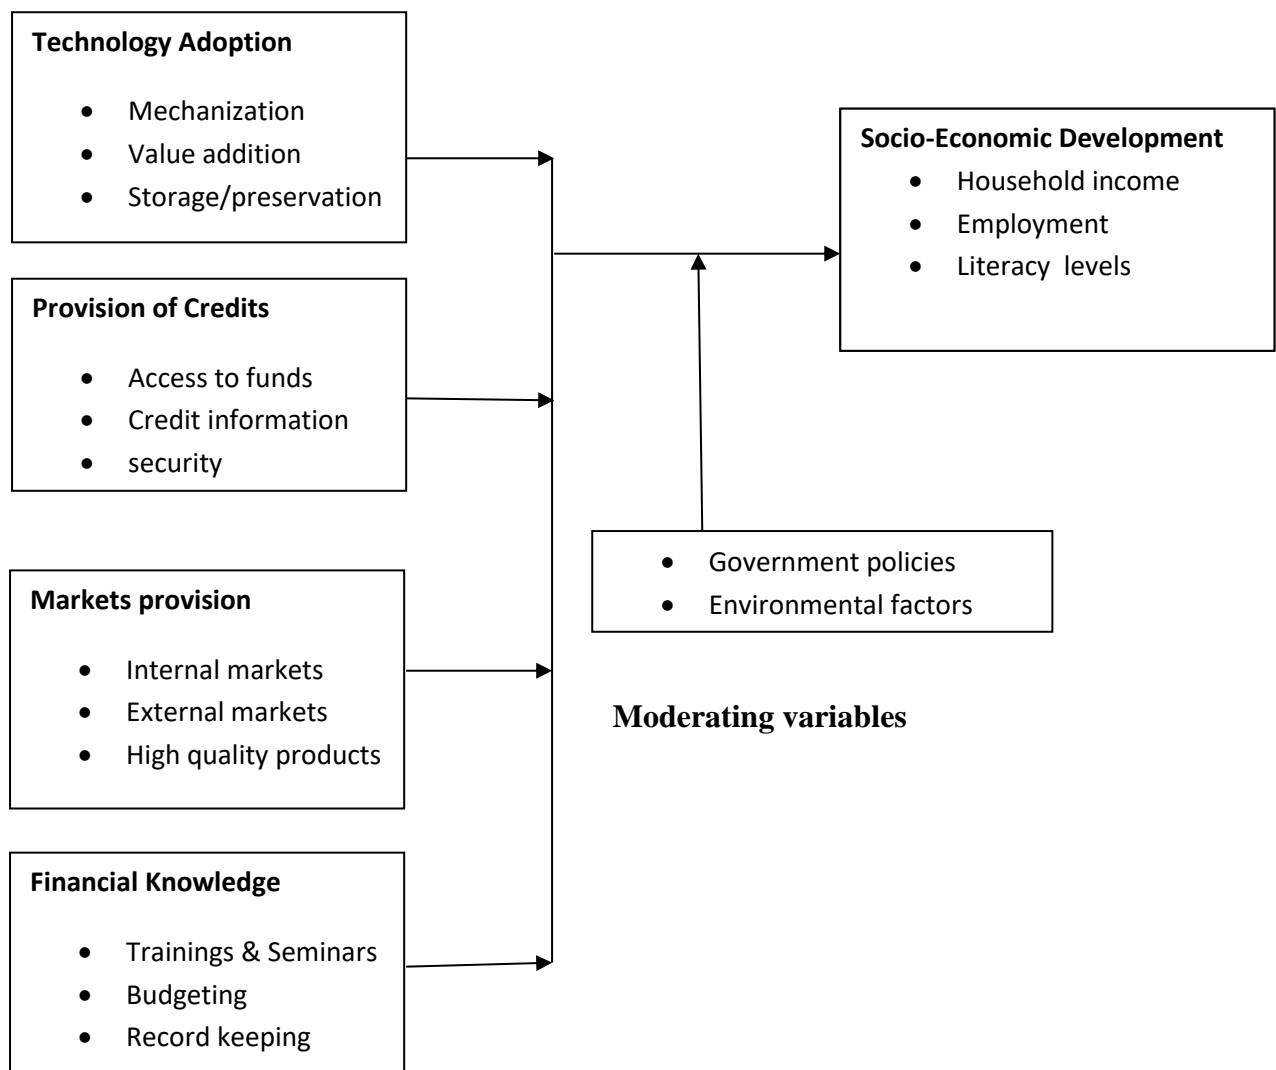 Technology Adoption
• Mechanization
• Value addition
• Storage/preservation
Provision of Credits
• Access to funds
• Credit information
• security
Markets provision
• Internal markets
• External markets
• High quality products
Financial Knowledge
• Trainings & Seminars
• Budgeting
• Record keeping
Socio-Economic Development
• Household income
• Employment
• Literacy levels
• Government policies
• Environmental factors
Moderating variables